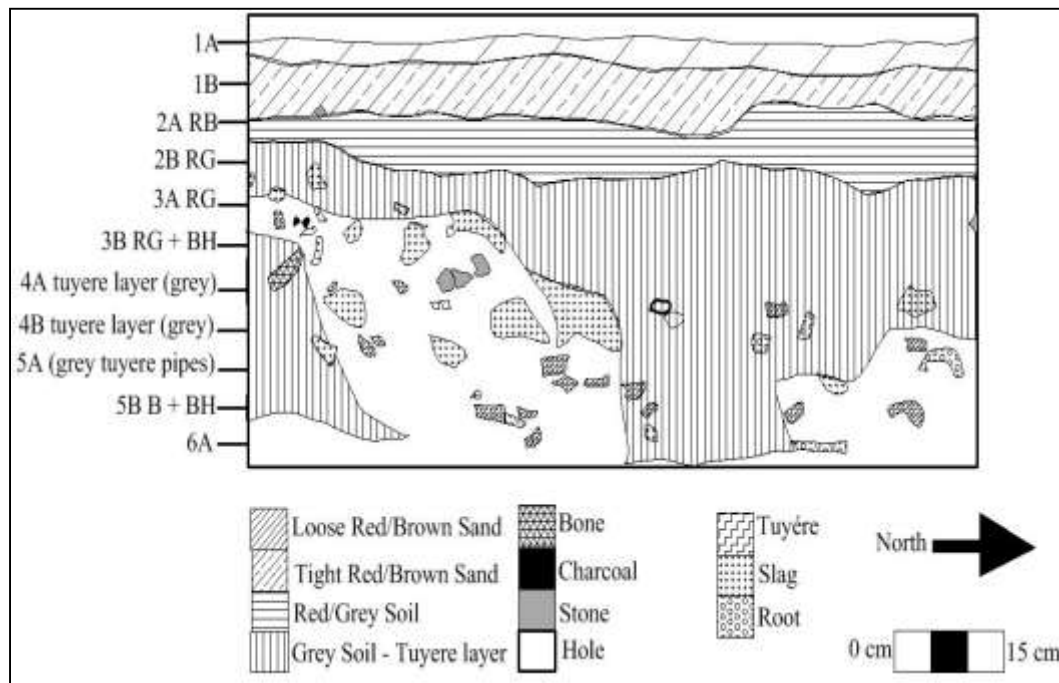 1A
1B
2A RB
2B RG
3A RG
3B RG + BH
4A tuyere layer (grey)
4B tuyere layer (grey)
5A (grey tuyere pipes)
5B B + BH
6A
Loose Red/Brown Sand
Tight Red/Brown Sand
Red/Grey Soil
Grey Soil - Tuyere layer
Bone
Charcoal
Stone
Hole
Tuyére
Slag
Root
North
0 cm 15 cm